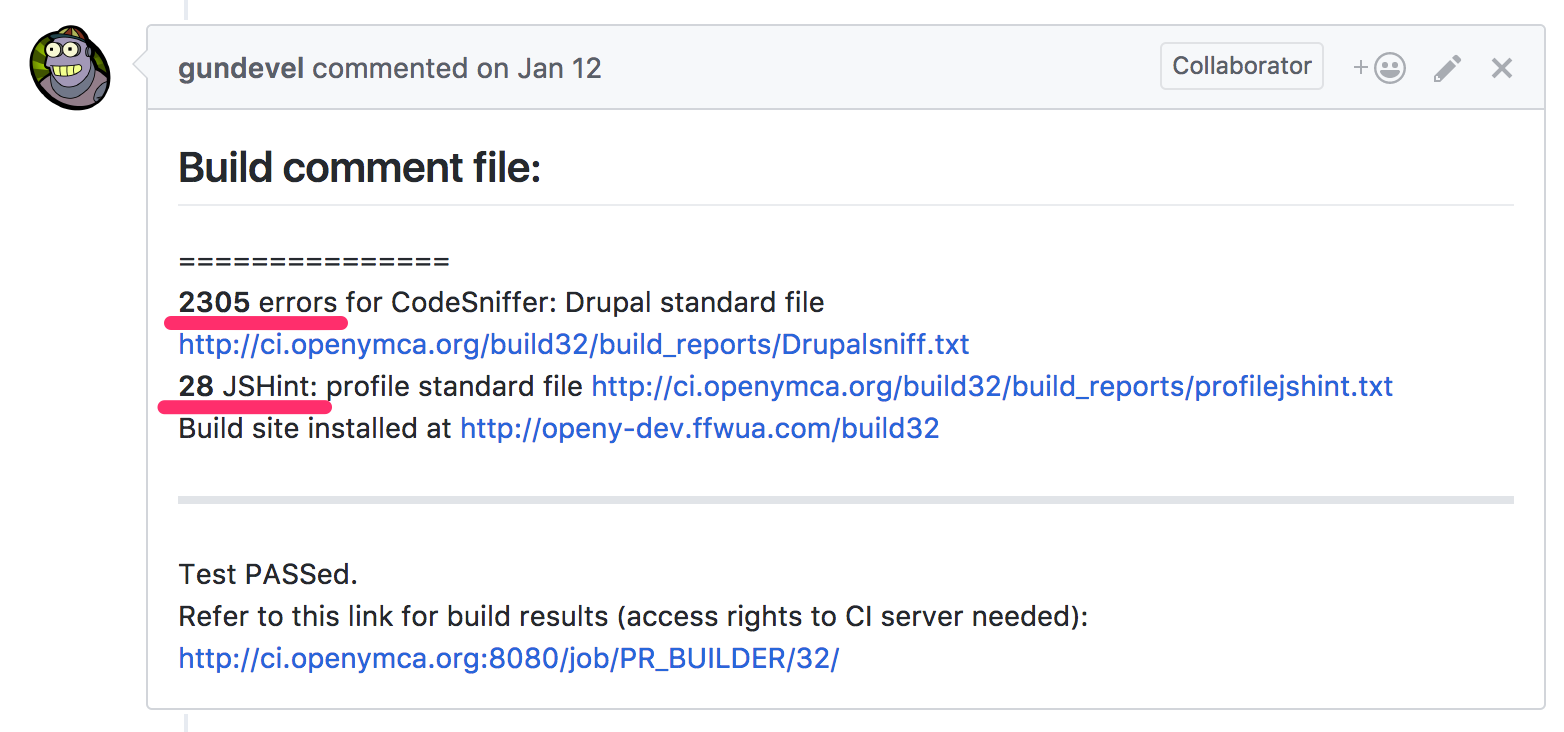 gundevel commented on Jan 12
Collaborator
Build comment file:
===============
2305 errors for CodeSniffer: Drupal standard file
http://ci.openymca.org/build32/build_reports/Drupalsniff.txt
28 JSHint: profile standard file http://ci.openymca.org/build32/build_reports/profilejshint.txt
Build site installed at http://openy-dev.ffwua.com/build32
Test PASSed.
Refer to this link for build results (access rights to CI server needed):
http://ci.openymca.org:8080/job/PR_BUILDER/32/